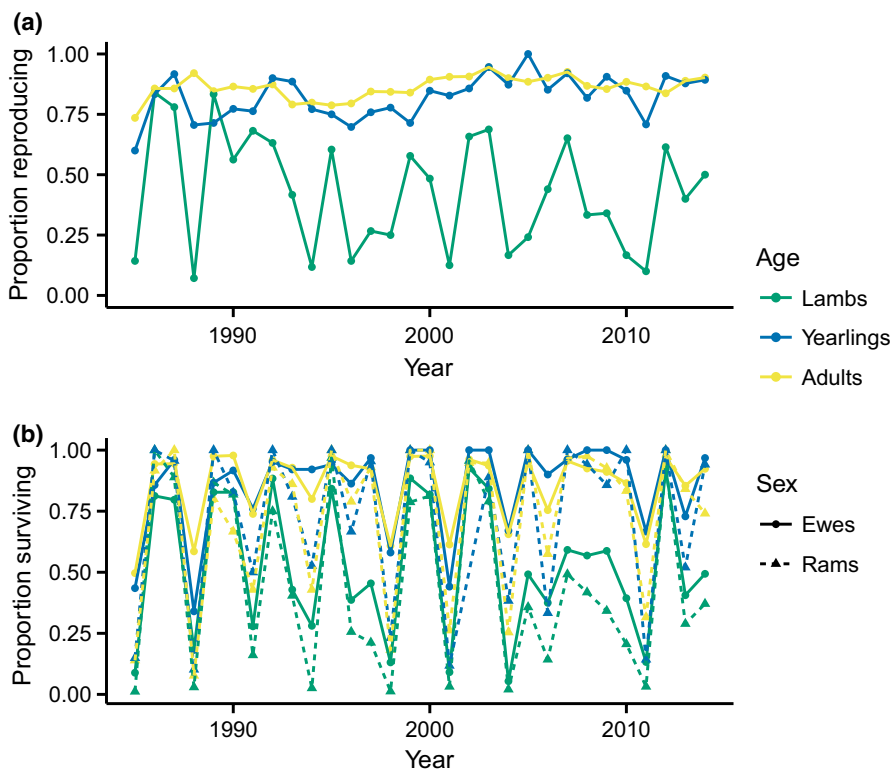 (a)
Proportion reproducing
1.00
0.75
0.50
0.25
0.00
1990
2000
2010
Year
Age
Lambs
Yearlings
Adults
(b)
Proportion surviving
1.00
0.75
0.50
0.25
0.00
1990
2000
2010
Year
Sex
Ewes
Rams